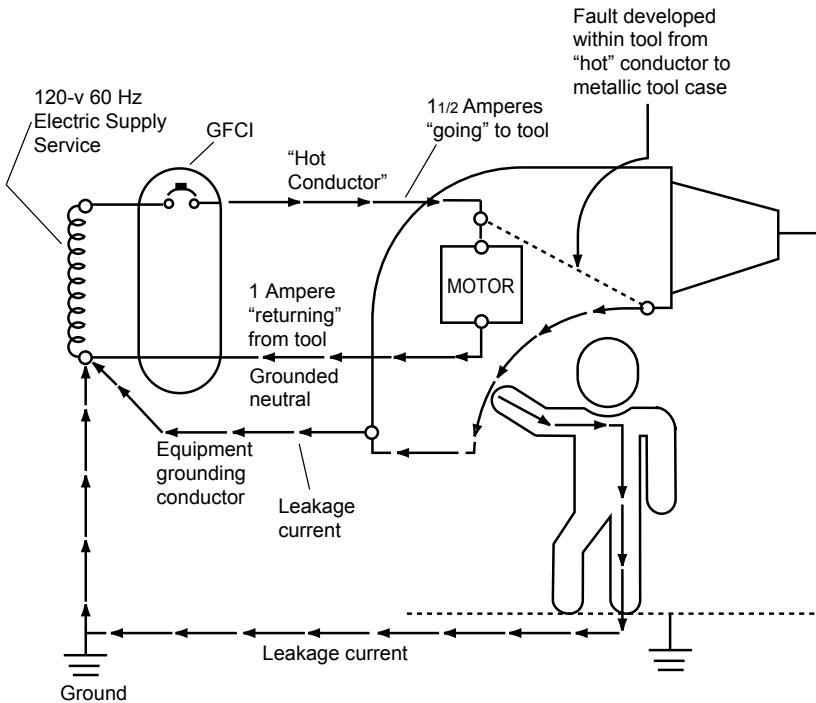 Fault developed
within tool from
“hot” conductor to
metallic tool case
120-v 60 Hz
Electric Supply
Service
GFCI
11/2 Amperes
“going” to tool
“Hot
Conductor”
MOTOR
1 Ampere
“returning”
from tool
Grounded
neutral
Equipment
grounding
conductor
Leakage
current
Leakage current
Ground